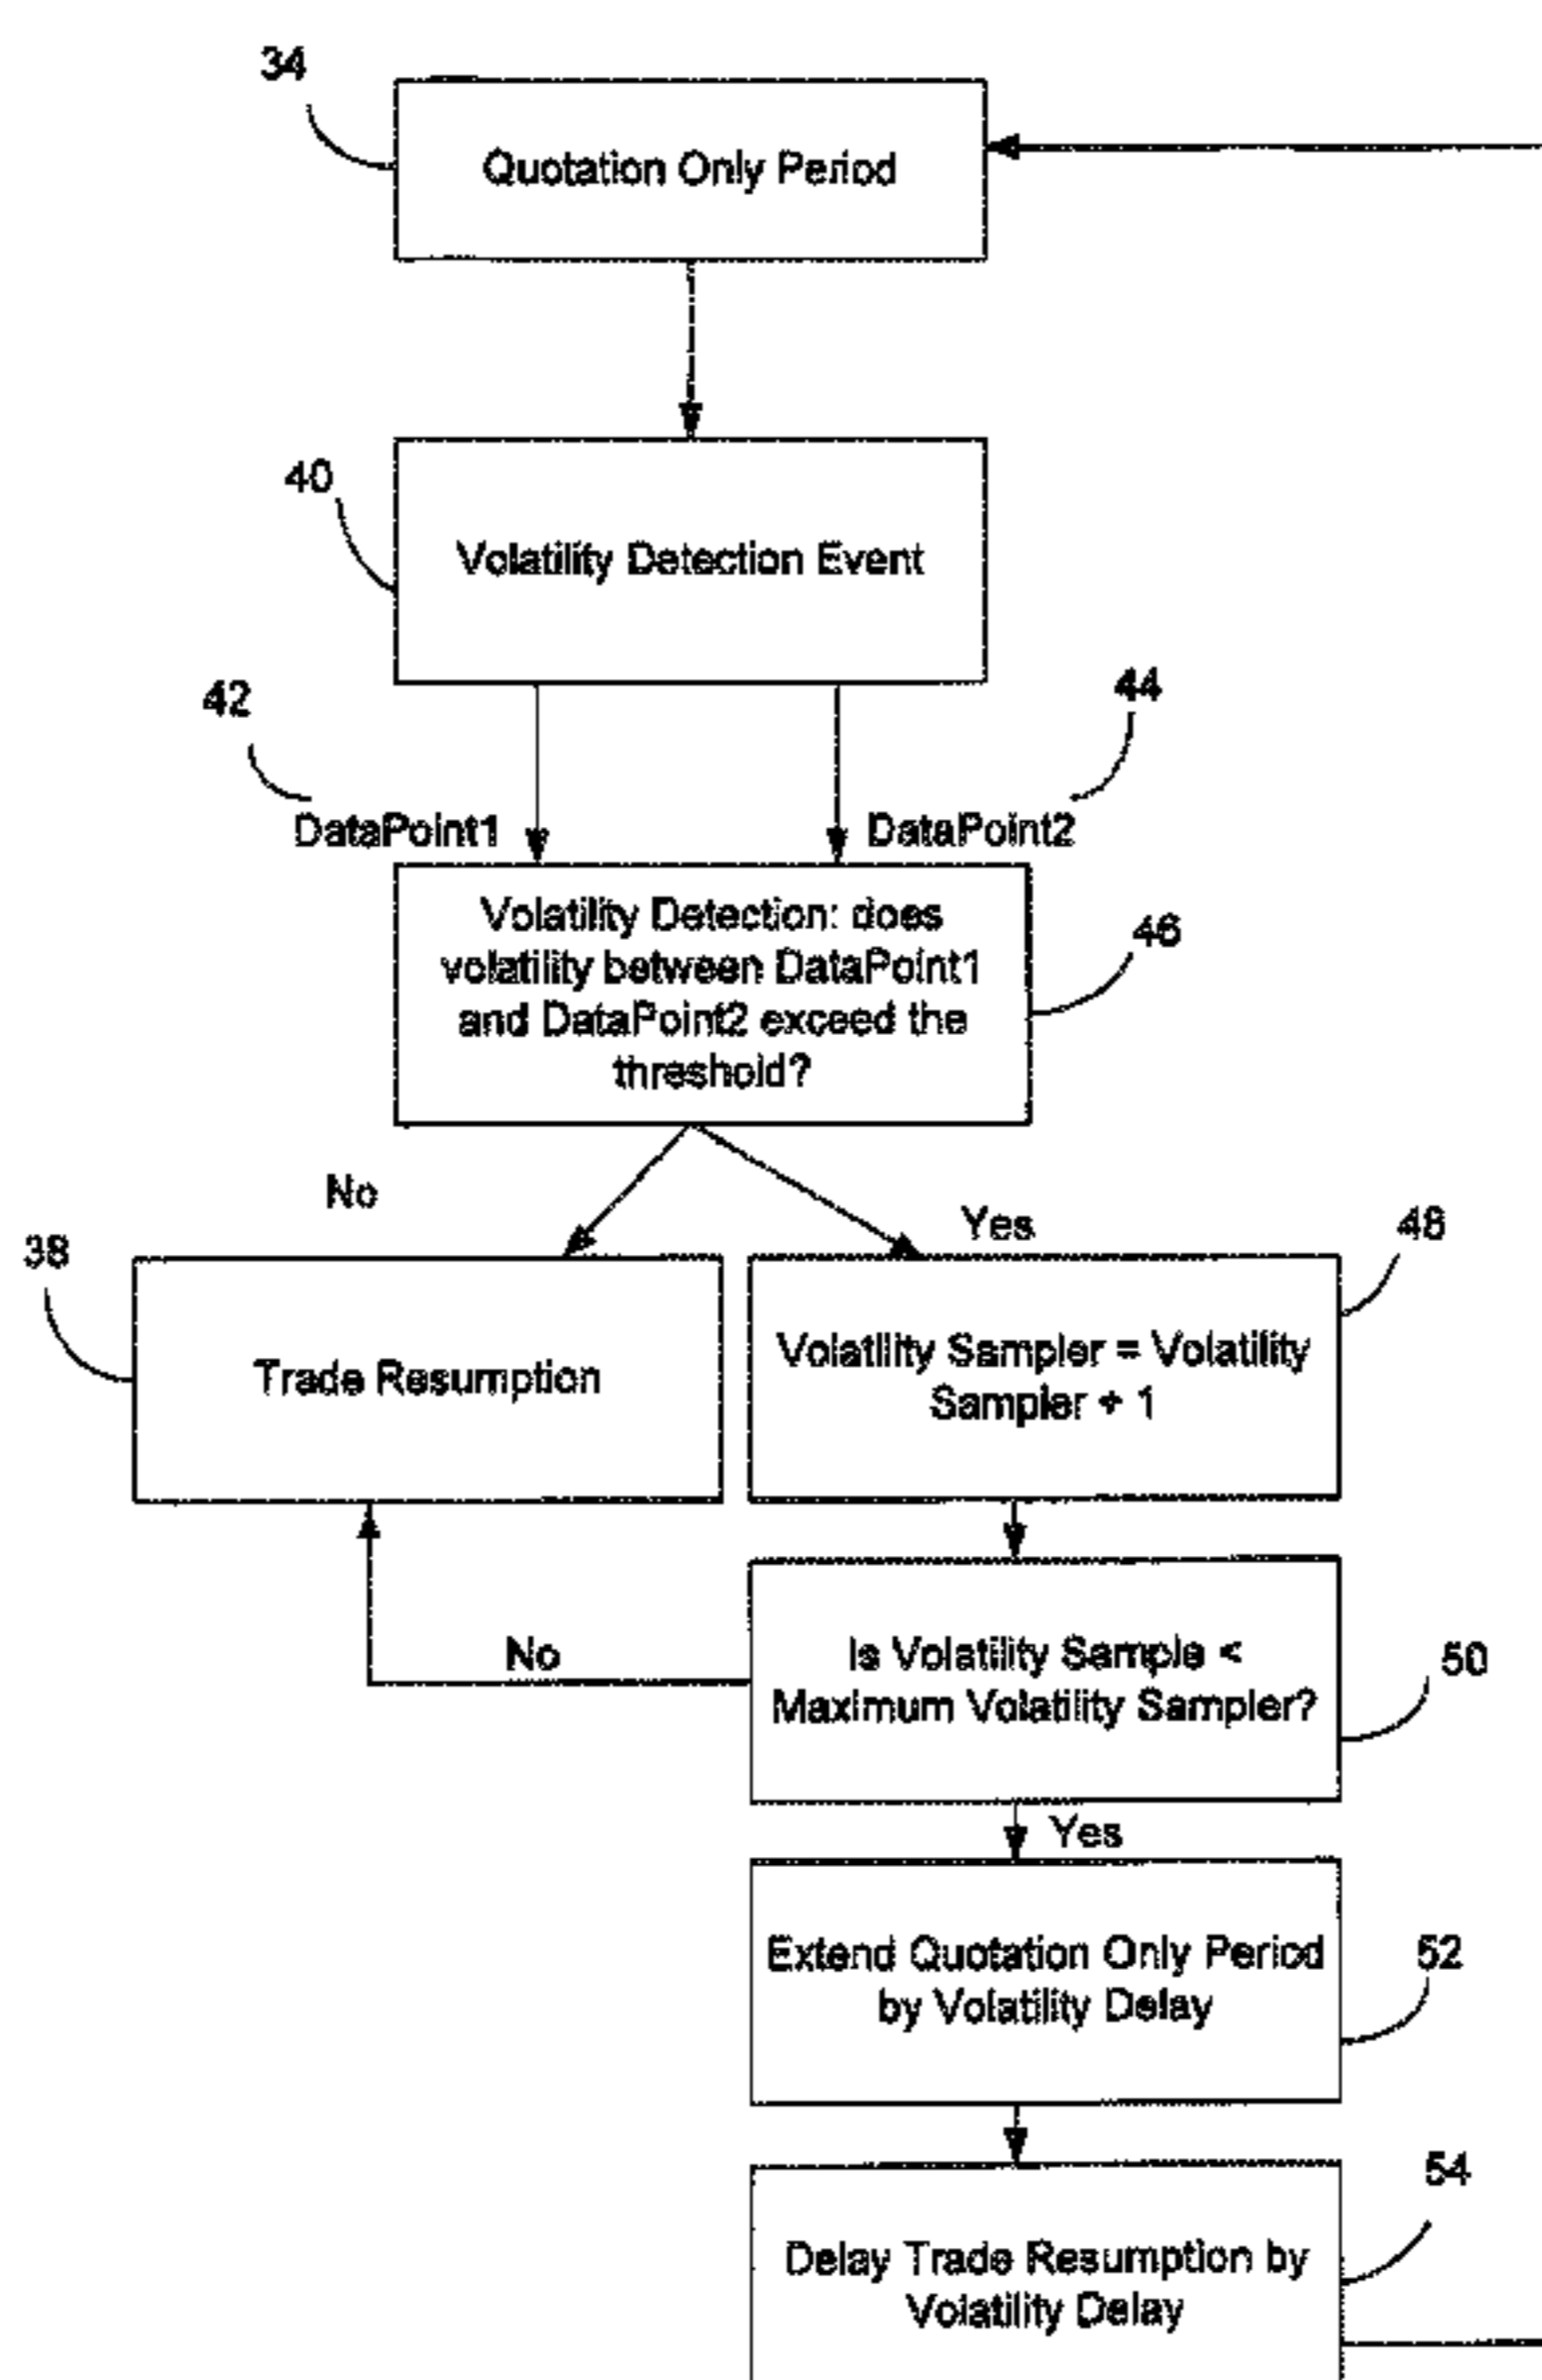 34
Quotation Only Period
40
Volatility Detection Event
42
44
DataPoint1
DataPoint2
Volatility Detection: does
volatility between DataPoint1
and DataPoint2 exceed the
threshold?
46
No
Yes
38
48
Trade Resumption
Volatility Sampler = Volatility
Sampler + 1
No
Is Volatility Sample <
Maximum Volatility Sampler?
50
Yes
Extend Quotation Only Period
by Volatility Delay
52
54
Delay Trade Resumption by
Volatility Delay